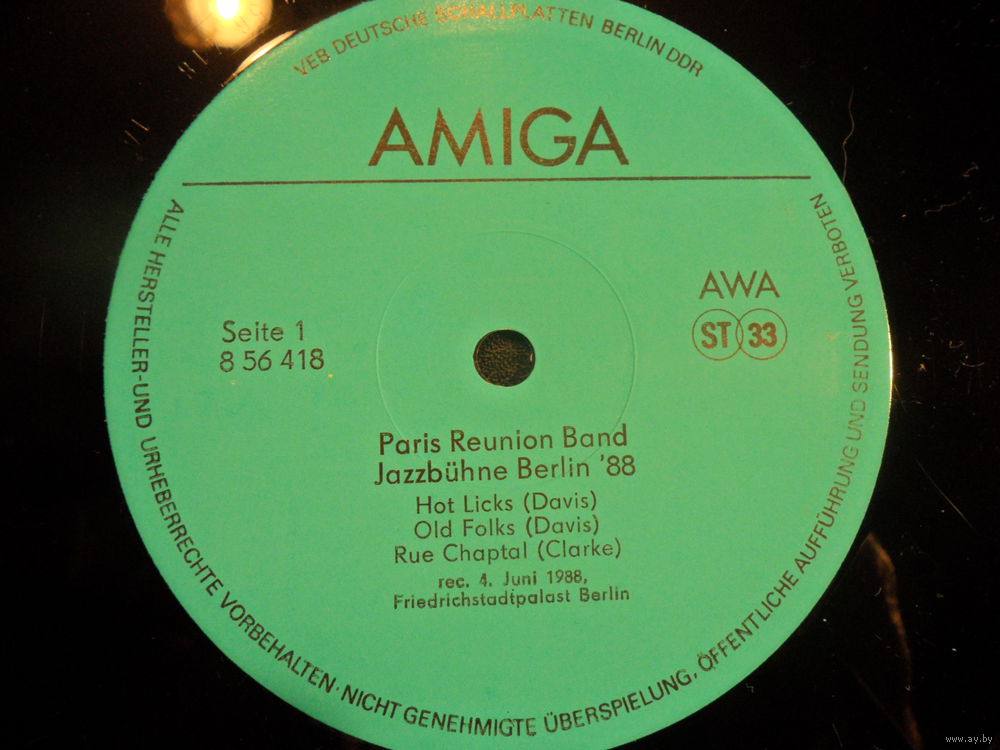 VEB DEUTSCHE SCHALLPLATTEN BERLIN DDR
AMIGA
Seite 1
8 56 418
AWA
ST 33
Paris Reunion Band
Jazzbühne Berlin '88
Hot Licks (Davis)
Old Folks (Davis)
Rue Chaptal (Clarke)
rec. 4. Juni 1988,
Friedrichstadtpalast Berlin
ALLE HERSTELLER-UND URHEBERRECHTE VORBEHALTEN·NICHT GENEHMIGTE ÜBERSPIELUNG, ÖFFENTLICHE AUFFÜHRUNG UND SENDUNG VERBOTEN
www.ay.by